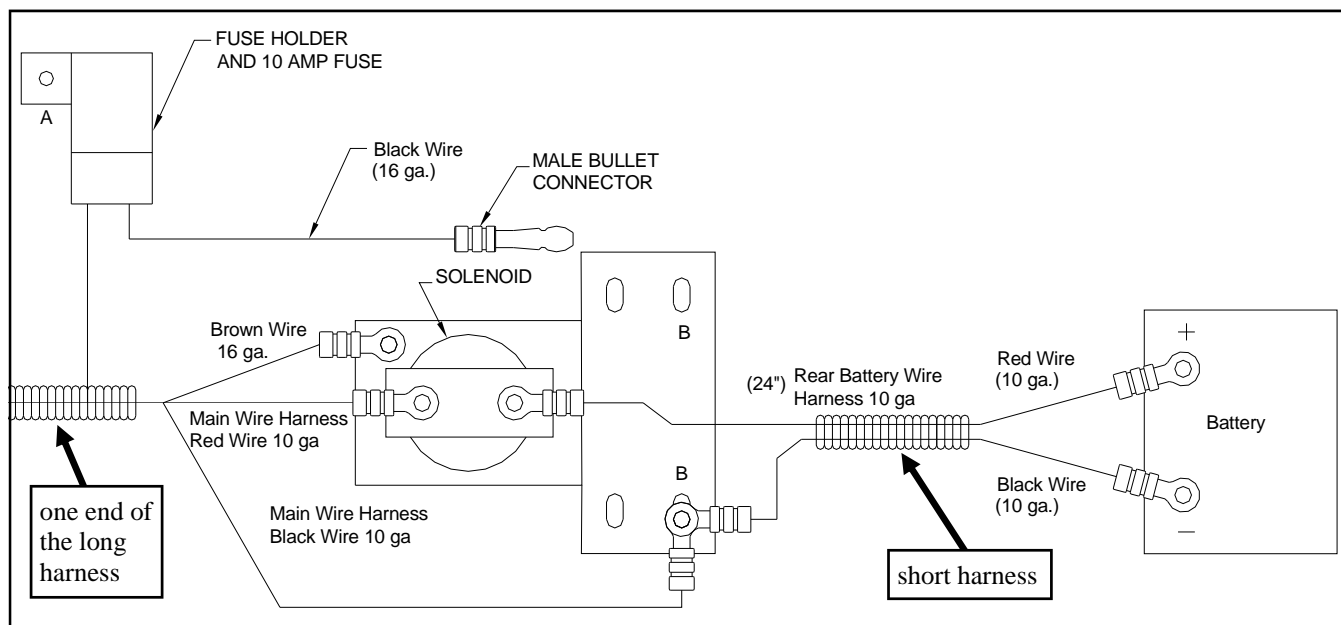 FUSE HOLDER
AND 10 AMP FUSE
A
Black Wire
(16 ga.)
MALE BULLET
CONNECTOR
SOLENOID
B
Brown Wire
16 ga.
Main Wire Harness
Red Wire 10 ga
(24") Rear Battery Wire
Harness 10 ga
Red Wire
(10 ga.)
+
Battery
B
Black Wire
(10 ga.)
–
Main Wire Harness
Black Wire 10 ga
one end of
the long
harness
short harness